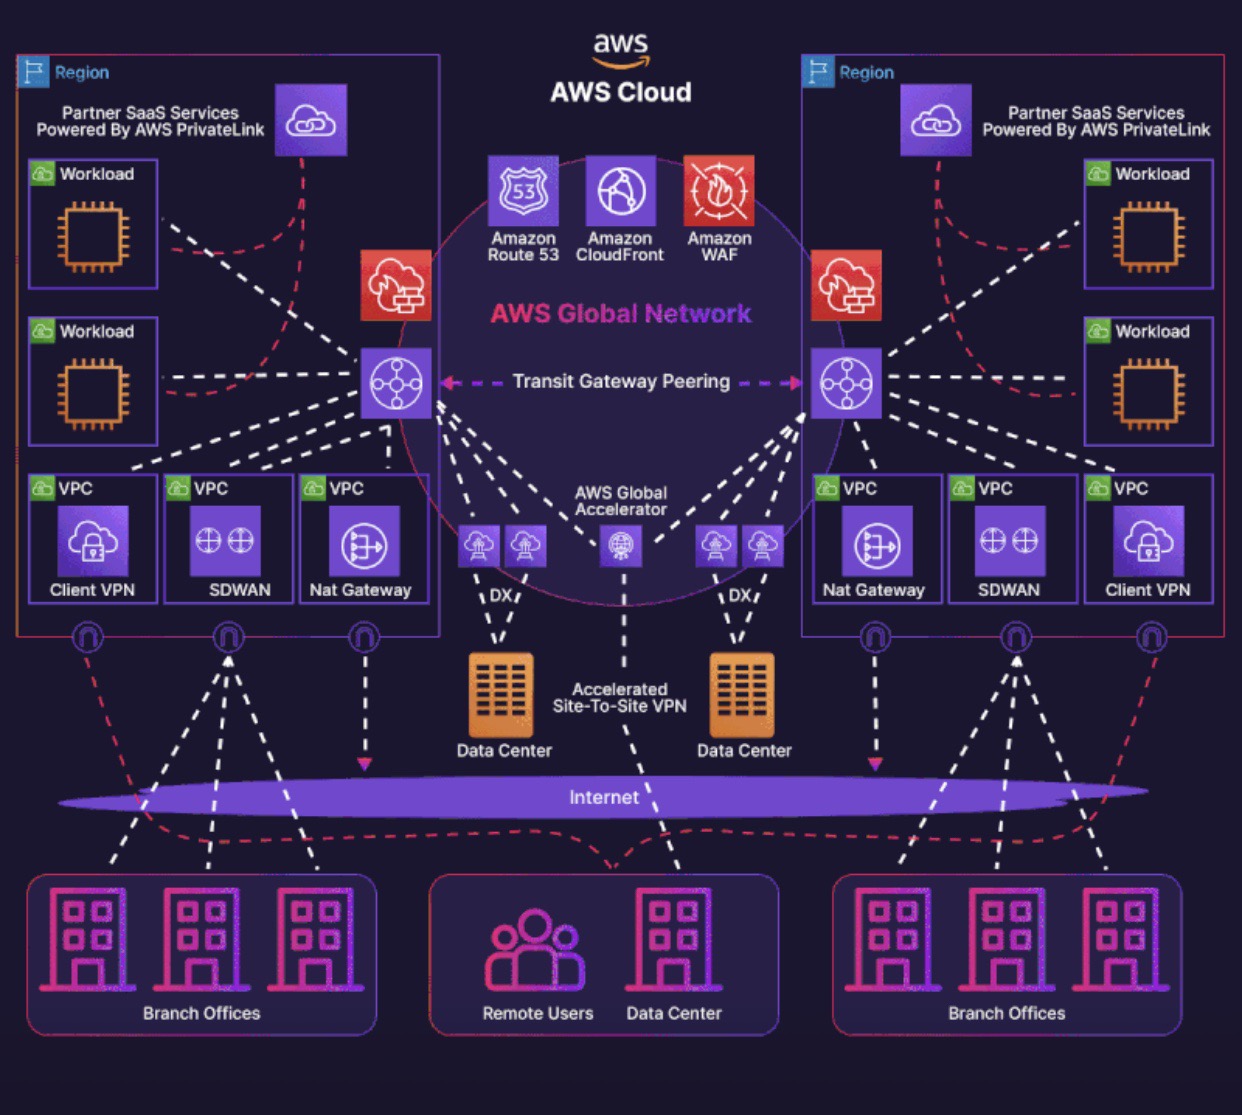 aws
AWS Cloud
Region
Partner SaaS Services
Powered By AWS PrivateLink
Workload
Workload
VPC
Client VPN
VPC
SDWAN
VPC
Nat Gateway
53
Amazon
Route 53
Amazon
CloudFront
Amazon
WAF
AWS Global Network
Transit Gateway Peering
AWS Global
Accelerator
DX
DX
Data Center
Accelerated
Site-To-Site VPN
Data Center
Region
Partner SaaS Services
Powered By AWS PrivateLink
Workload
Workload
VPC
Nat Gateway
VPC
SDWAN
VPC
Client VPN
Internet
Branch Offices
Remote Users
Data Center
Branch Offices